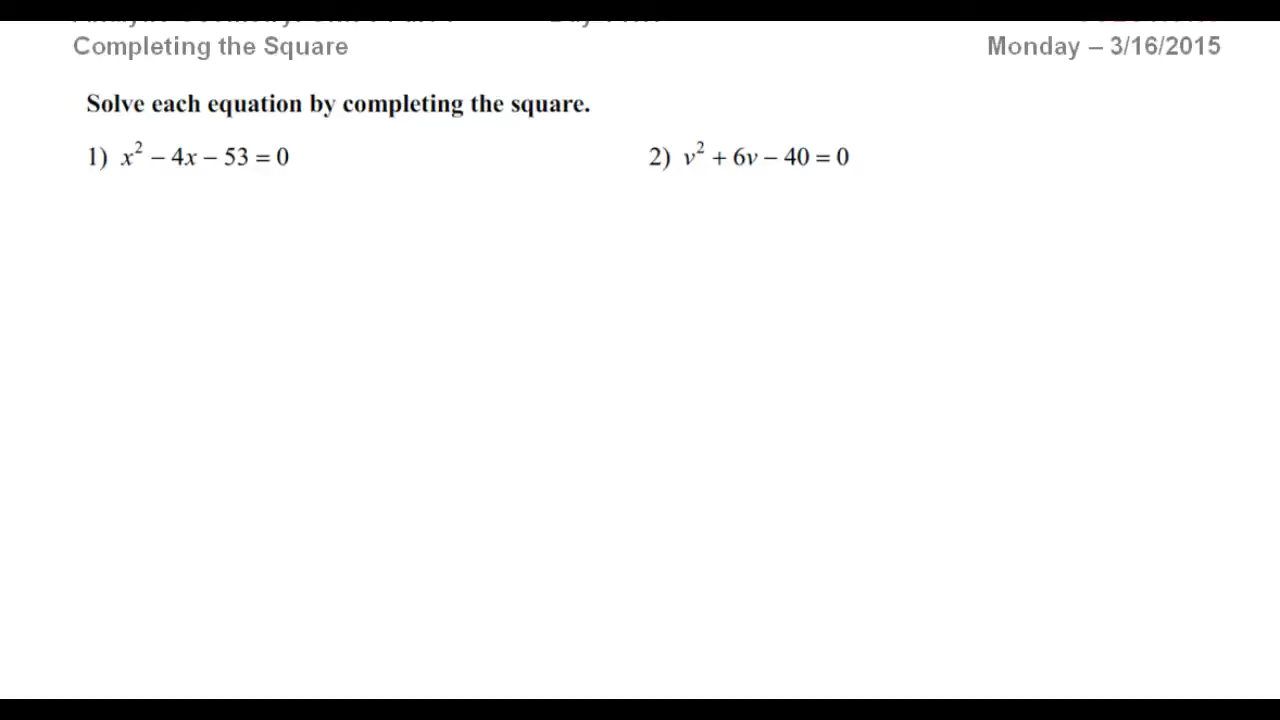 Completing the Square
Monday – 3/16/2015
Solve each equation by completing the square.
1) x² – 4x – 53 = 0
2) v² + 6v – 40 = 0